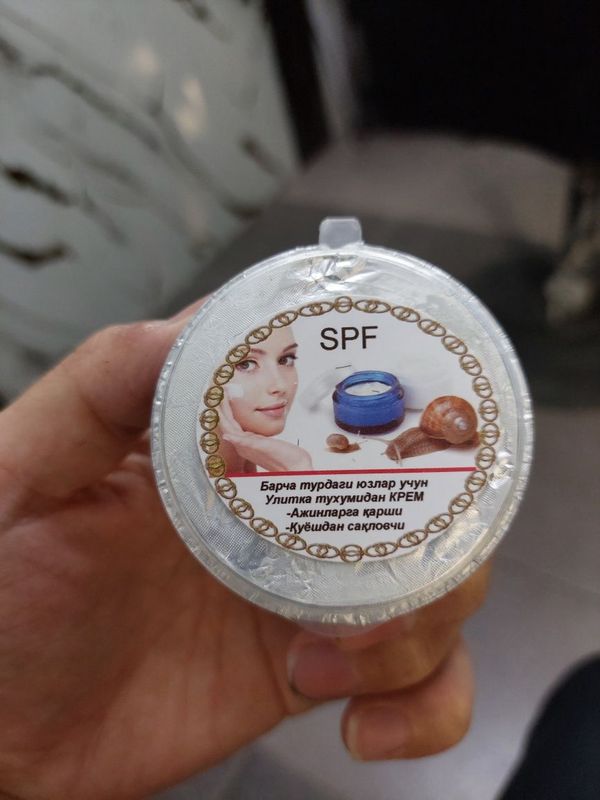 SPF
Барча турдаги юзлар учун
Улитка тухумидан КРЕМ
-Ажинларга қарши
-Қуёшдан сақловчи